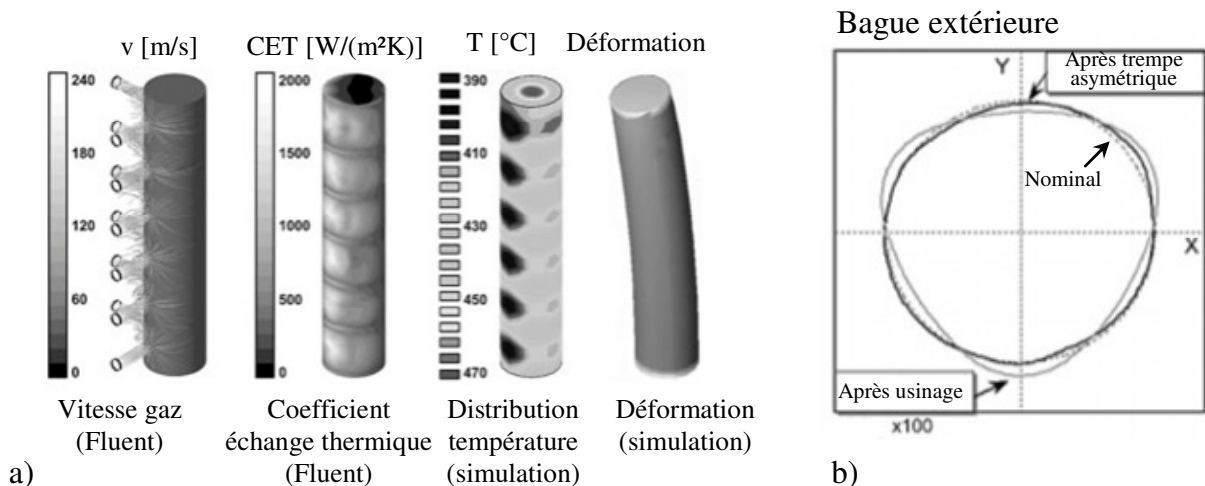 v [m/s]
CET [W/(m²K)]
T [°C]
Déformation
240
180
120
60
0
2000
1500
1000
500
0
390
410
430
450
470
Vitesse gaz
(Fluent)
Coefficient
échange thermique
(Fluent)
Distribution
température
(simulation)
Déformation
(simulation)
a)
Bague extérieure
Y
Après trempe
asymétrique
Nominal
X
Après usinage
x100
b)